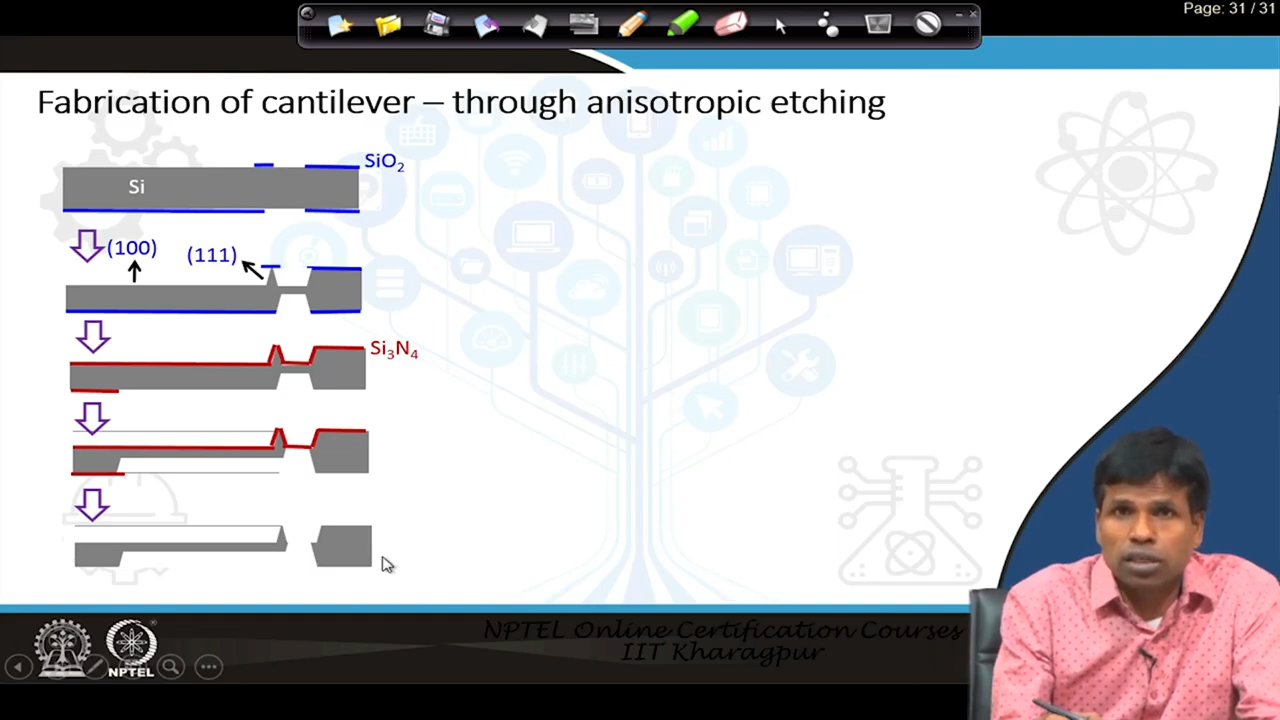 Page: 31 / 31
Fabrication of cantilever – through anisotropic etching
SiO₂
Si
(100)
(111)
Si₃N₄
NPTEL Online Certification Courses
IIT Kharagpur
NPTEL